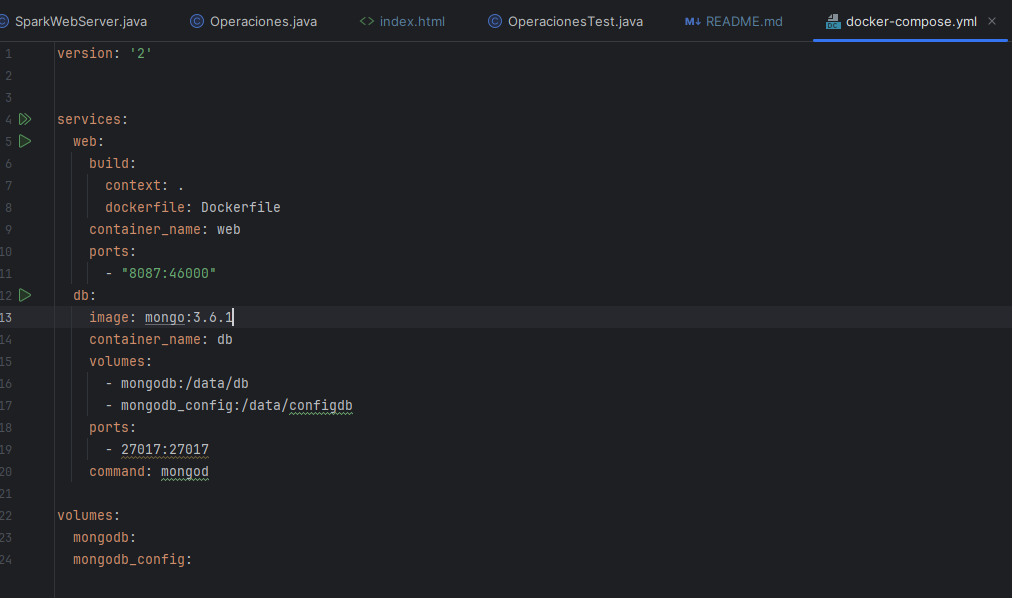 SparkWebServer.java Operaciones.java <> index.html OperacionesTest.java M↓ README.md docker-compose.yml ×
1 version: '2'
2
3
4 services:
5 web:
6 build:
7 context: .
8 dockerfile: Dockerfile
9 container_name: web
10 ports:
11 - "8087:46000"
12 db:
13 image: mongo:3.6.1
14 container_name: db
15 volumes:
16 - mongodb:/data/db
17 - mongodb_config:/data/configdb
18 ports:
19 - 27017:27017
20 command: mongod
21
22 volumes:
23 mongodb:
24 mongodb_config: